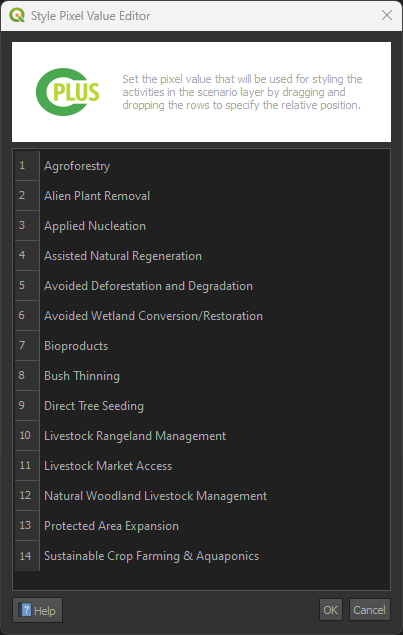 Style Pixel Value Editor
CPLUS
Set the pixel value that will be used for styling the
activities in the scenario layer by dragging and
dropping the rows to specify the relative position.
1 Agroforestry
2 Alien Plant Removal
3 Applied Nucleation
4 Assisted Natural Regeneration
5 Avoided Deforestation and Degradation
6 Avoided Wetland Conversion/Restoration
7 Bioproducts
8 Bush Thinning
9 Direct Tree Seeding
10 Livestock Rangeland Management
11 Livestock Market Access
12 Natural Woodland Livestock Management
13 Protected Area Expansion
14 Sustainable Crop Farming & Aquaponics
? Help OK Cancel